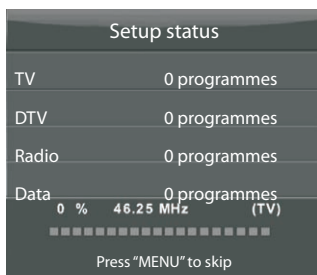 Setup status
TV 0 programmes
DTV 0 programmes
Radio 0 programmes
Data 0 programmes
0 % 46.25 MHz (TV)
Press “MENU” to skip